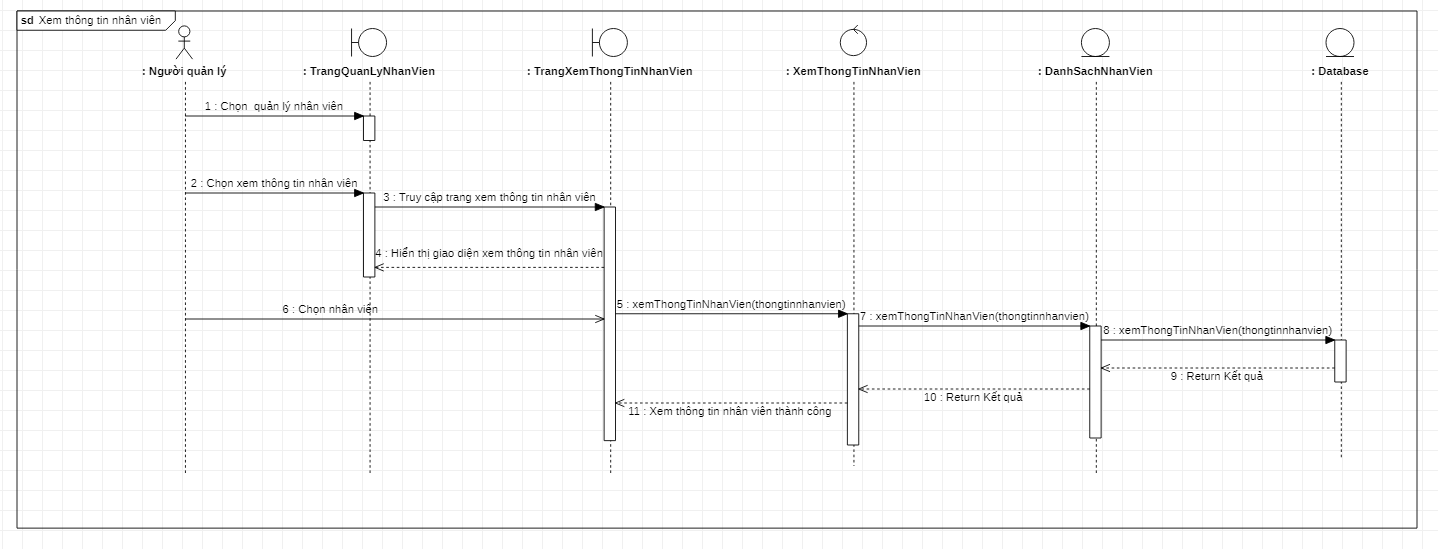 sd Xem thông tin nhân viên
: Người quản lý
: TrangQuanLyNhanVien
: TrangXemThongTinNhanVien
: XemThongTinNhanVien
: DanhSachNhanVien
: Database
1 : Chọn  quản lý nhân viên
2 : Chọn xem thông tin nhân viên
3 : Truy cập trang xem thông tin nhân viên
4 : Hiển thị giao diện xem thông tin nhân viên
6 : Chọn nhân viên
5 : xemThongTinNhanVien(thongtinnhanvien)
7 : xemThongTinNhanVien(thongtinnhanvien)
8 : xemThongTinNhanVien(thongtinnhanvien)
9 : Return Kết quả
10 : Return Kết quả
11 : Xem thông tin nhân viên thành công